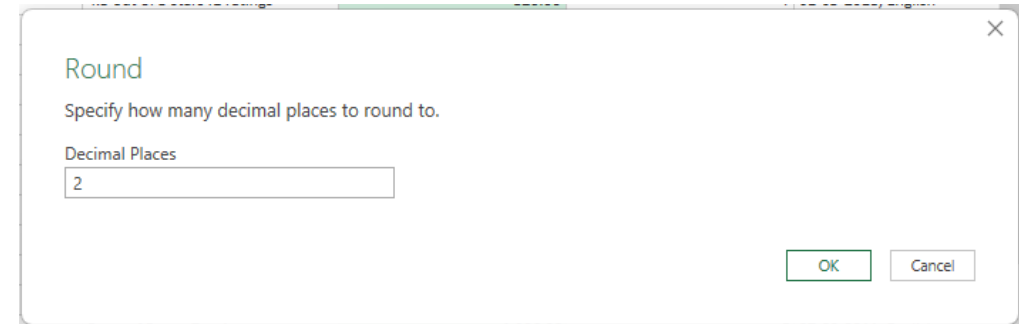 Round
Specify how many decimal places to round to.
Decimal Places
2
OK Cancel